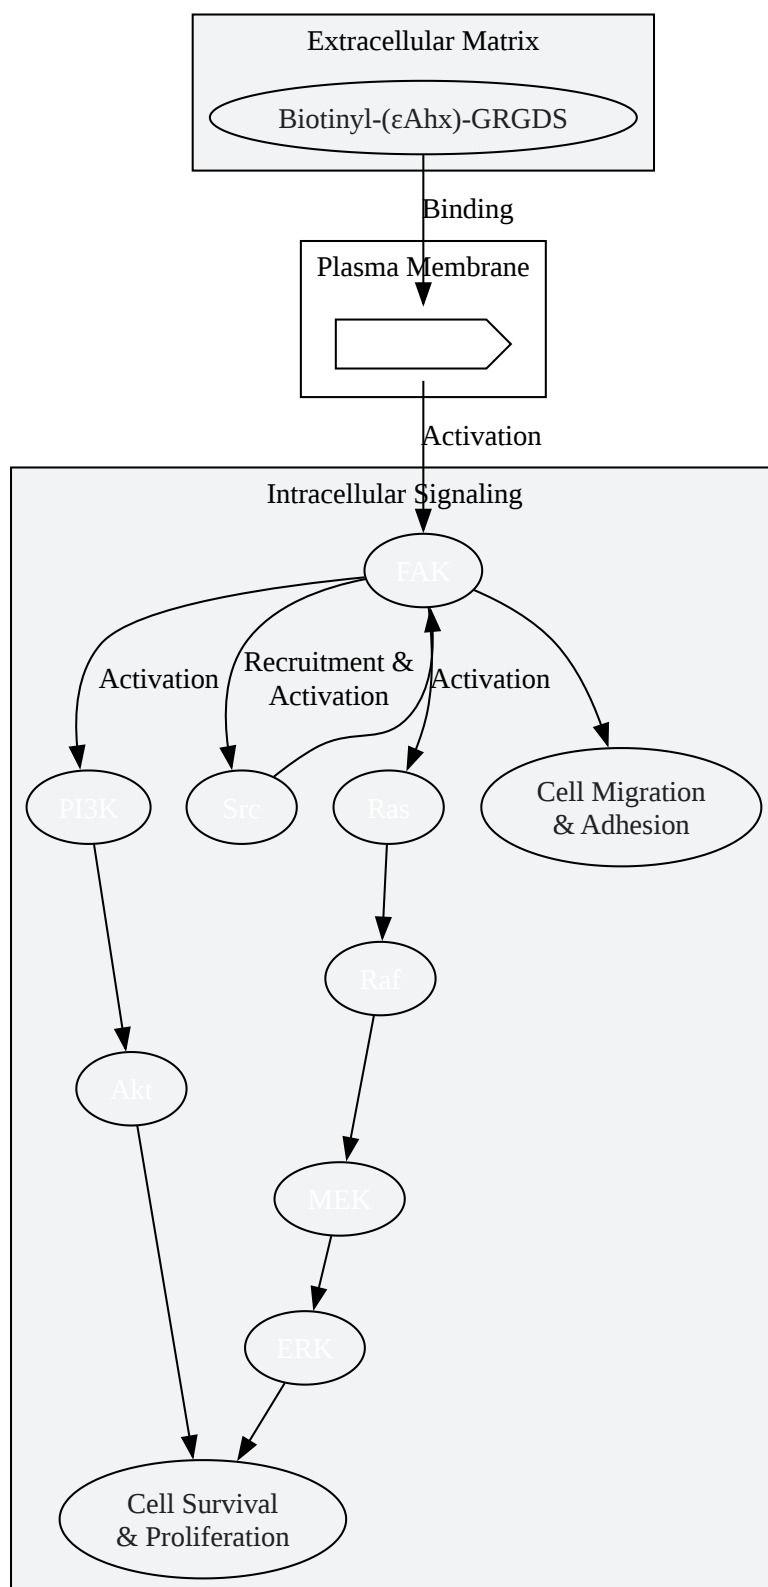 Extracellular Matrix
Biotinyl-(εAhx)-GRGDS
Binding
Plasma Membrane
Activation
Intracellular Signaling
FAK
Activation
Recruitment &
Activation
Activation
PI3K
Src
Ras
Cell Migration
& Adhesion
Raf
Akt
MEK
ERK
Cell Survival
& Proliferation